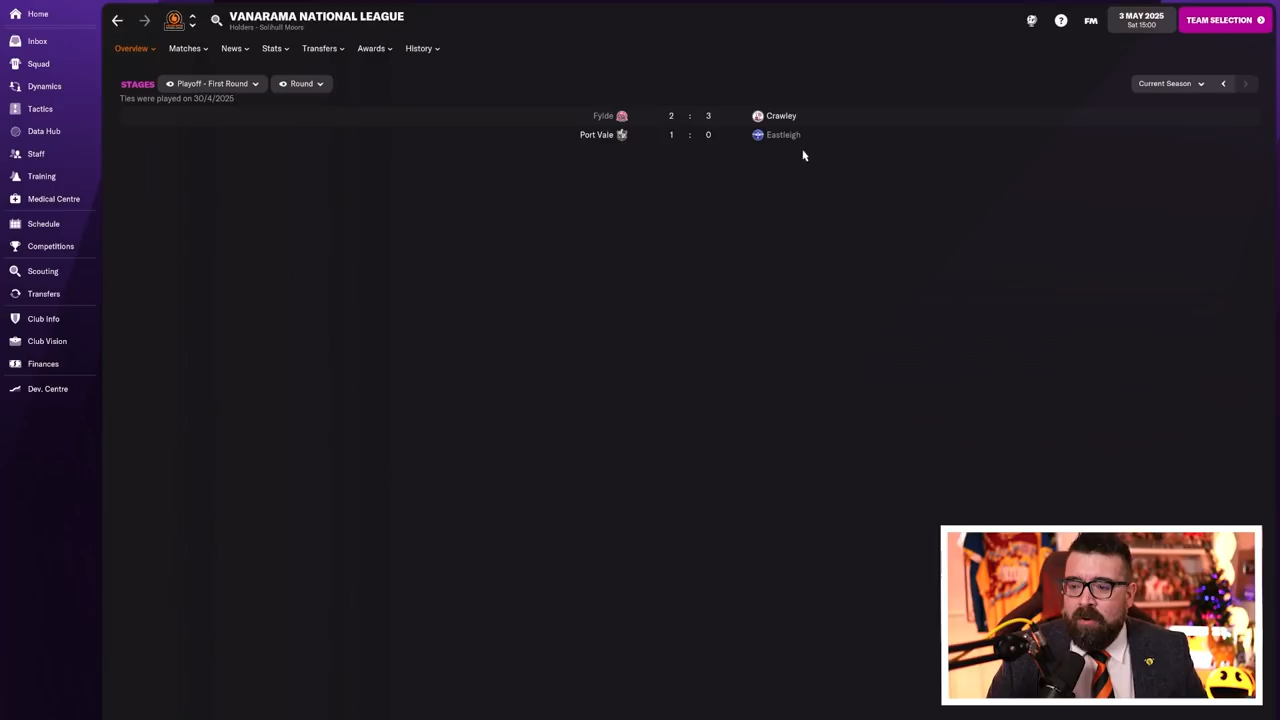 Home
VANARAMA NATIONAL LEAGUE
Holders - Solihull Moors
FM
3 MAY 2025
Sat 15:00
TEAM SELECTION
Overview
Matches
News
Stats
Transfers
Awards
History
Inbox
Squad
Dynamics
Tactics
Data Hub
Staff
Training
Medical Centre
Schedule
Competitions
Scouting
Transfers
Club Info
Club Vision
Finances
Dev. Centre
STAGES Playoff - First Round Round Current Season
Ties were played on 30/4/2025
Fylde 2 : 3 Crawley
Port Vale 1 : 0 Eastleigh